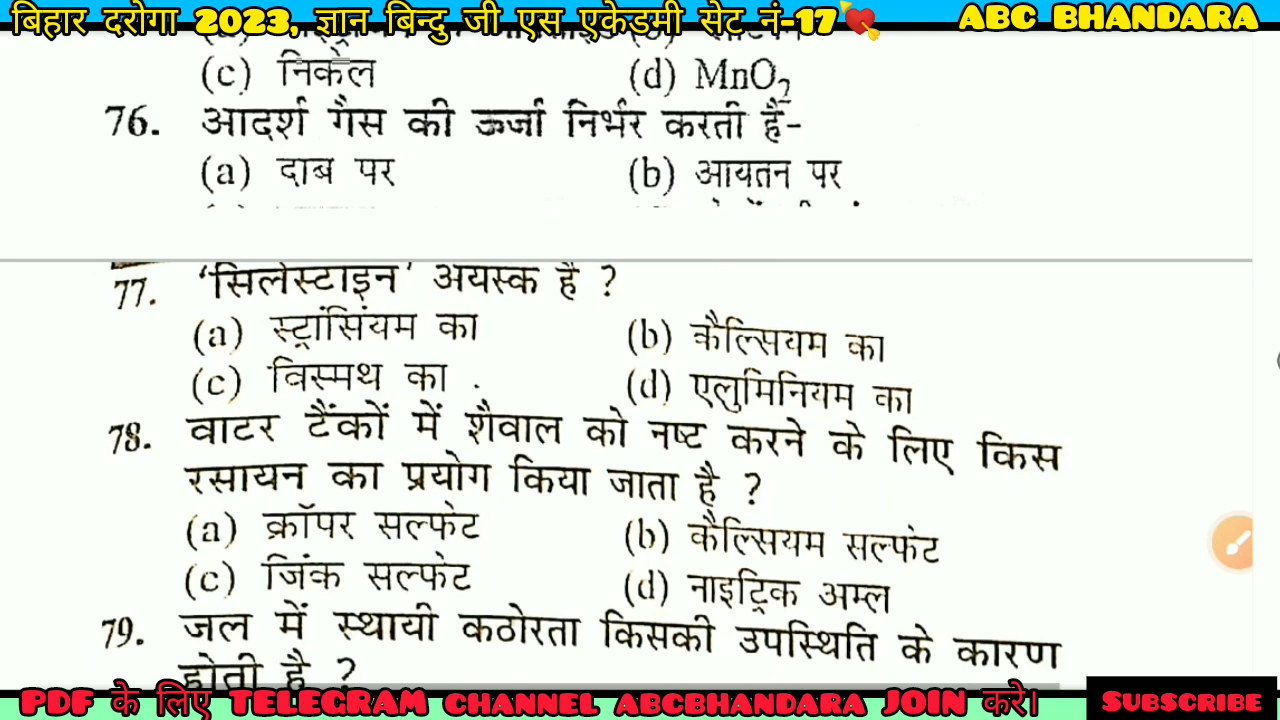 बिहार दरोगा 2023, ज्ञान बिन्दु जी एस एकेडमी सेट नं-17 ABC BHANDARA
(c) निकेल (d) MnO₂
76. आदर्श गैस की ऊर्जा निर्भर करती है-
(a) दाब पर (b) आयतन पर
77. 'सिलेस्टाइन' अयस्क है ?
(a) स्ट्रांसियम का (b) कैल्सियम का
(c) विस्मथ का (d) एलुमिनियम का
78. वाटर टैंकों में शैवाल को नष्ट करने के लिए किस
रसायन का प्रयोग किया जाता है ?
(a) क्रॉपर सल्फेट (b) कैल्सियम सल्फेट
(c) जिंक सल्फेट (d) नाइट्रिक अम्ल
79. जल में स्थायी कठोरता किसकी उपस्थिति के कारण
होती है ?
PDF के लिए TELEGRAM CHANNEL ABCBHANDARA JOIN करे। SUBSCRIBE